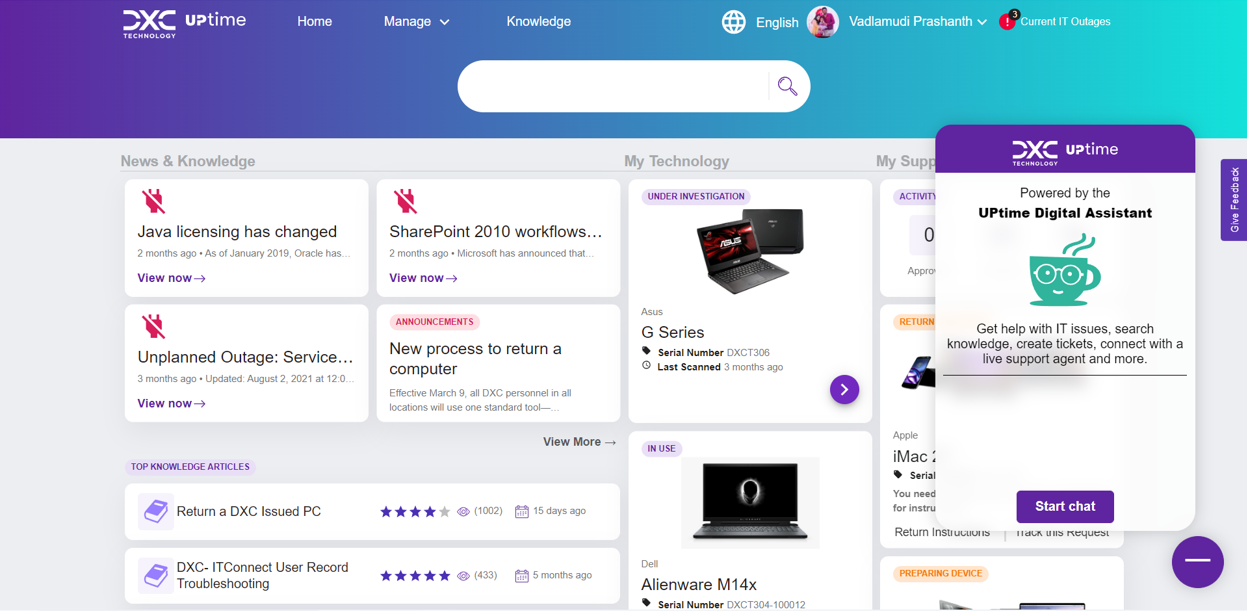 DXC TECHNOLOGY UPtime
Home
Manage
Knowledge
English
Vadlamudi Prashanth
3
Current IT Outages
News & Knowledge
Java licensing has changed
2 months ago • As of January 2019, Oracle has...
View now→
SharePoint 2010 workflows...
2 months ago • Microsoft has announced that...
View now→
Unplanned Outage: Service...
3 months ago • Updated: August 2, 2021 at 12:0...
View now→
ANNOUNCEMENTS
New process to return a
computer
Effective March 9, all DXC personnel in all
locations will use one standard tool—...
View More →
TOP KNOWLEDGE ARTICLES
Return a DXC Issued PC
(1002)
15 days ago
DXC- ITConnect User Record
Troubleshooting
(433)
5 months ago
My Technology
UNDER INVESTIGATION
ASUS
Asus
G Series
Serial Number DXCT306
Last Scanned 3 months ago
IN USE
Dell
Alienware M14x
Serial Number DXCT304-100012
My Supp
ACTIVITY
0
Approv
RETURN
Apple
iMac 2
Serial
You need
for instru
Return Instructions
Track this Request
PREPARING DEVICE
DXC TECHNOLOGY UPtime
Powered by the
UPtime Digital Assistant
Get help with IT issues, search
knowledge, create tickets, connect with a
live support agent and more.
Start chat
Give Feedback